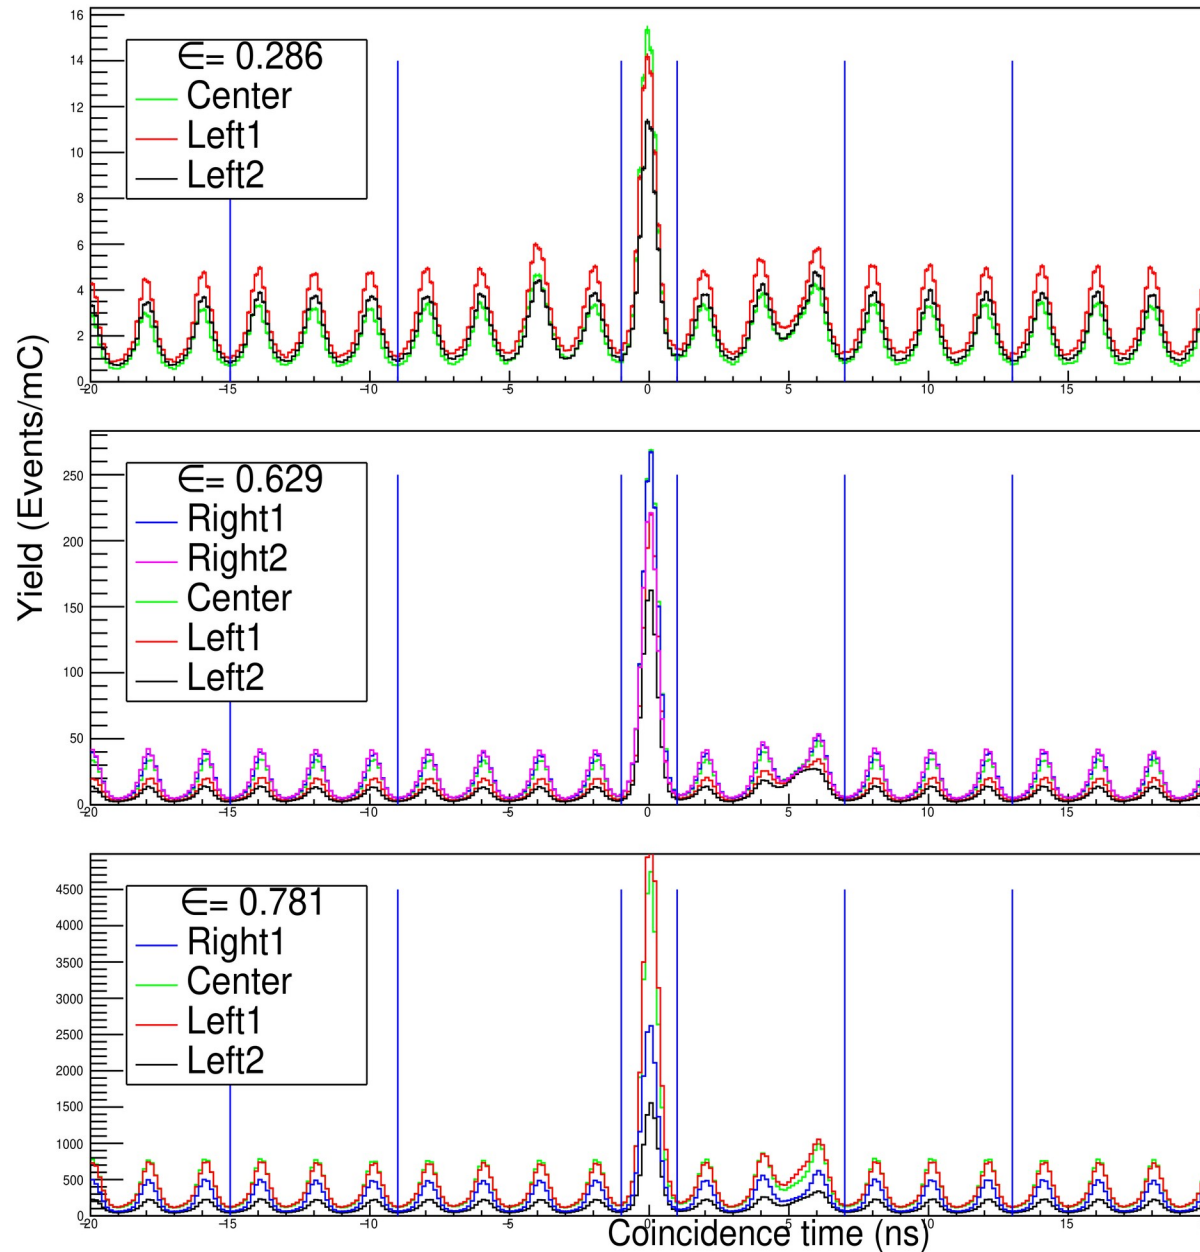 Yield (Events/mC)
16
14
12
10
8
6
4
2
0
∈= 0.286
Center
Left1
Left2
−20 −15 −10 −5 0 5 10 15
250
200
150
100
50
0
∈= 0.629
Right1
Right2
Center
Left1
Left2
−20 −15 −10 −5 0 5 10 15
4500
4000
3500
3000
2500
2000
1500
1000
500
0
∈= 0.781
Right1
Center
Left1
Left2
−20 −15 −10 −5 0 5 10 15
Coincidence time (ns)